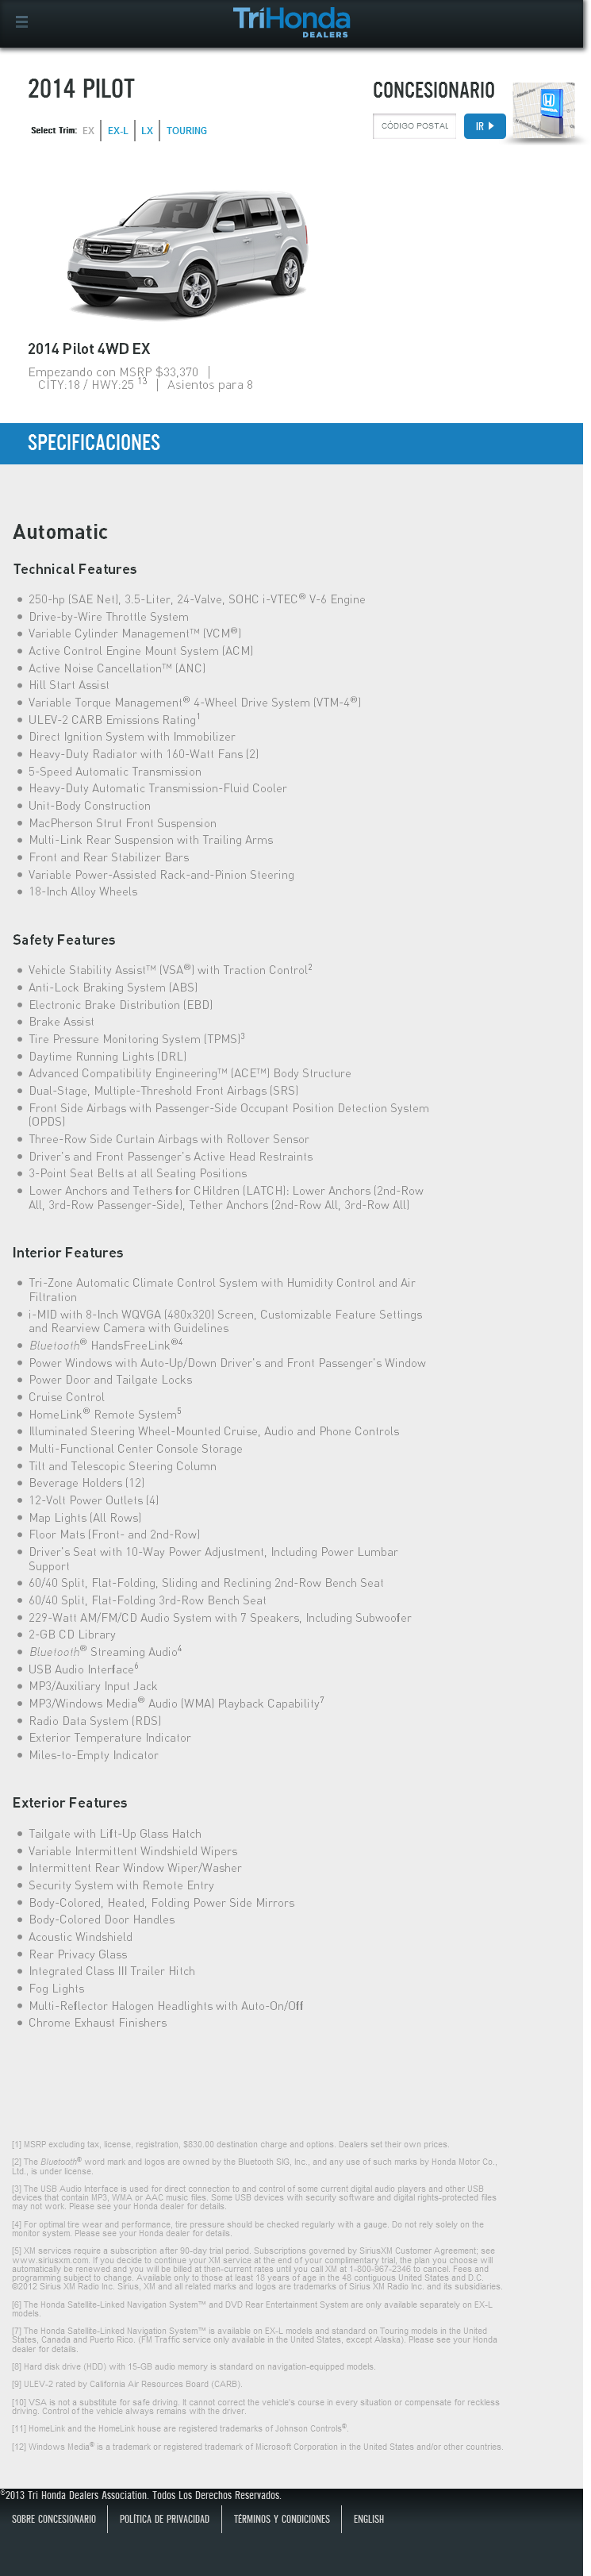 TriHonda
DEALERS
2014 PILOT
CONCESIONARIO
Select Trim: EX EX-L LX TOURING
CÓDIGO POSTAL
IR
2014 Pilot 4WD EX
Empezando con MSRP $33,370 |
CITY:18 / HWY:25 13 | Asientos para 8
SPECIFICACIONES
Automatic
Technical Features
250-hp (SAE Net), 3.5-Liter, 24-Valve, SOHC i-VTEC® V-6 Engine
Drive-by-Wire Throttle System
Variable Cylinder Management™ (VCM®)
Active Control Engine Mount System (ACM)
Active Noise Cancellation™ (ANC)
Hill Start Assist
Variable Torque Management® 4-Wheel Drive System (VTM-4®)
ULEV-2 CARB Emissions Rating1
Direct Ignition System with Immobilizer
Heavy-Duty Radiator with 160-Watt Fans (2)
5-Speed Automatic Transmission
Heavy-Duty Automatic Transmission-Fluid Cooler
Unit-Body Construction
MacPherson Strut Front Suspension
Multi-Link Rear Suspension with Trailing Arms
Front and Rear Stabilizer Bars
Variable Power-Assisted Rack-and-Pinion Steering
18-Inch Alloy Wheels
Safety Features
Vehicle Stability Assist™ (VSA®) with Traction Control2
Anti-Lock Braking System (ABS)
Electronic Brake Distribution (EBD)
Brake Assist
Tire Pressure Monitoring System (TPMS)3
Daytime Running Lights (DRL)
Advanced Compatibility Engineering™ (ACE™) Body Structure
Dual-Stage, Multiple-Threshold Front Airbags (SRS)
Front Side Airbags with Passenger-Side Occupant Position Detection System
(OPDS)
Three-Row Side Curtain Airbags with Rollover Sensor
Driver's and Front Passenger's Active Head Restraints
3-Point Seat Belts at all Seating Positions
Lower Anchors and Tethers for CHildren (LATCH): Lower Anchors (2nd-Row
All, 3rd-Row Passenger-Side), Tether Anchors (2nd-Row All, 3rd-Row All)
Interior Features
Tri-Zone Automatic Climate Control System with Humidity Control and Air
Filtration
i-MID with 8-Inch WQVGA (480x320) Screen, Customizable Feature Settings
and Rearview Camera with Guidelines
Bluetooth® HandsFreeLink®4
Power Windows with Auto-Up/Down Driver's and Front Passenger's Window
Power Door and Tailgate Locks
Cruise Control
HomeLink® Remote System5
Illuminated Steering Wheel-Mounted Cruise, Audio and Phone Controls
Multi-Functional Center Console Storage
Tilt and Telescopic Steering Column
Beverage Holders (12)
12-Volt Power Outlets (4)
Map Lights (All Rows)
Floor Mats (Front- and 2nd-Row)
Driver's Seat with 10-Way Power Adjustment, Including Power Lumbar
Support
60/40 Split, Flat-Folding, Sliding and Reclining 2nd-Row Bench Seat
60/40 Split, Flat-Folding 3rd-Row Bench Seat
229-Watt AM/FM/CD Audio System with 7 Speakers, Including Subwoofer
2-GB CD Library
Bluetooth® Streaming Audio4
USB Audio Interface6
MP3/Auxiliary Input Jack
MP3/Windows Media® Audio (WMA) Playback Capability7
Radio Data System (RDS)
Exterior Temperature Indicator
Miles-to-Empty Indicator
Exterior Features
Tailgate with Lift-Up Glass Hatch
Variable Intermittent Windshield Wipers
Intermittent Rear Window Wiper/Washer
Security System with Remote Entry
Body-Colored, Heated, Folding Power Side Mirrors
Body-Colored Door Handles
Acoustic Windshield
Rear Privacy Glass
Integrated Class III Trailer Hitch
Fog Lights
Multi-Reflector Halogen Headlights with Auto-On/Off
Chrome Exhaust Finishers
[1] MSRP excluding tax, license, registration, $830.00 destination charge and options. Dealers set their own prices.
[2] The Bluetooth® word mark and logos are owned by the Bluetooth SIG, Inc., and any use of such marks by Honda Motor Co.,
Ltd., is under license.
[3] The USB Audio Interface is used for direct connection to and control of some current digital audio players and other USB
devices that contain MP3, WMA or AAC music files. Some USB devices with security software and digital rights-protected files
may not work. Please see your Honda dealer for details.
[4] For optimal tire wear and performance, tire pressure should be checked regularly with a gauge. Do not rely solely on the
monitor system. Please see your Honda dealer for details.
[5] XM services require a subscription after 90-day trial period. Subscriptions governed by SiriusXM Customer Agreement; see
www.siriusxm.com. If you decide to continue your XM service at the end of your complimentary trial, the plan you choose will
automatically be renewed and you will be billed at then-current rates until you call XM at 1-800-967-2346 to cancel. Fees and
programming subject to change. Available only to those at least 18 years of age in the 48 contiguous United States and D.C.
©2012 Sirius XM Radio Inc. Sirius, XM and all related marks and logos are trademarks of Sirius XM Radio Inc. and its subsidiaries.
[6] The Honda Satellite-Linked Navigation System™ and DVD Rear Entertainment System are only available separately on EX-L
models.
[7] The Honda Satellite-Linked Navigation System™ is available on EX-L models and standard on Touring models in the United
States, Canada and Puerto Rico. (FM Traffic service only available in the United States, except Alaska). Please see your Honda
dealer for details.
[8] Hard disk drive (HDD) with 15-GB audio memory is standard on navigation-equipped models.
[9] ULEV-2 rated by California Air Resources Board (CARB).
[10] VSA is not a substitute for safe driving. It cannot correct the vehicle's course in every situation or compensate for reckless
driving. Control of the vehicle always remains with the driver.
[11] HomeLink and the HomeLink house are registered trademarks of Johnson Controls®.
[12] Windows Media® is a trademark or registered trademark of Microsoft Corporation in the United States and/or other countries.
©2013 Tri Honda Dealers Association. Todos Los Derechos Reservados.
SOBRE CONCESIONARIO | POLÍTICA DE PRIVACIDAD | TÉRMINOS Y CONDICIONES | ENGLISH